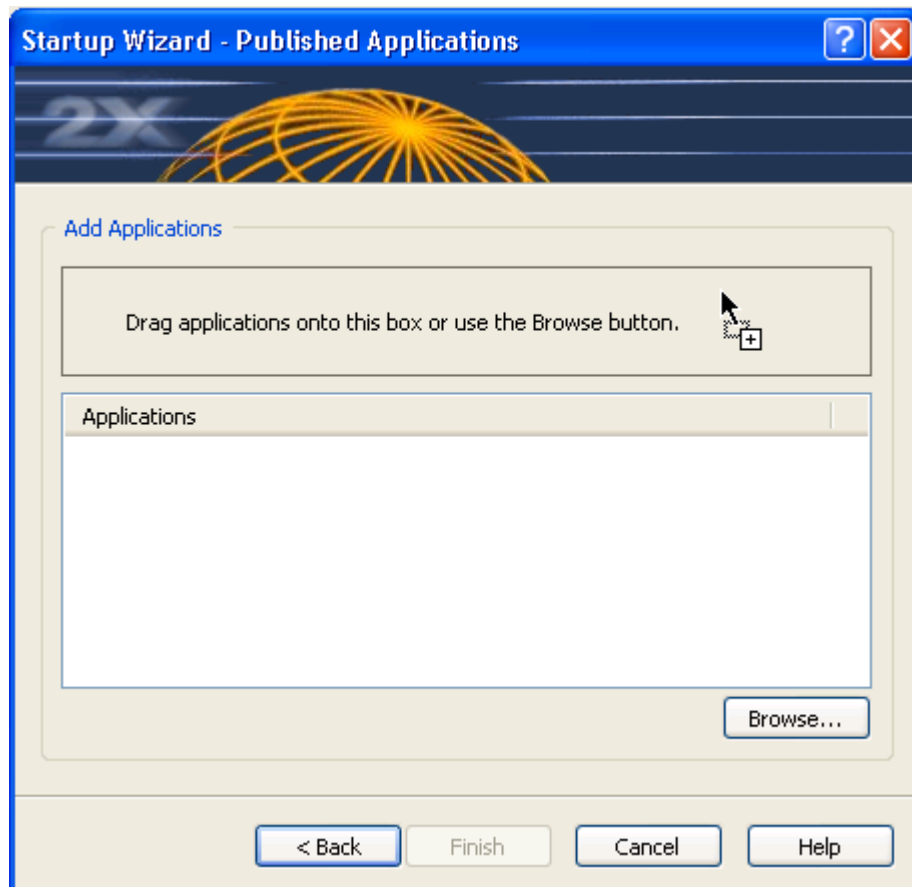 Startup Wizard - Published Applications
2X
Add Applications
Drag applications onto this box or use the Browse button.
Applications
Browse...
< Back
Finish
Cancel
Help